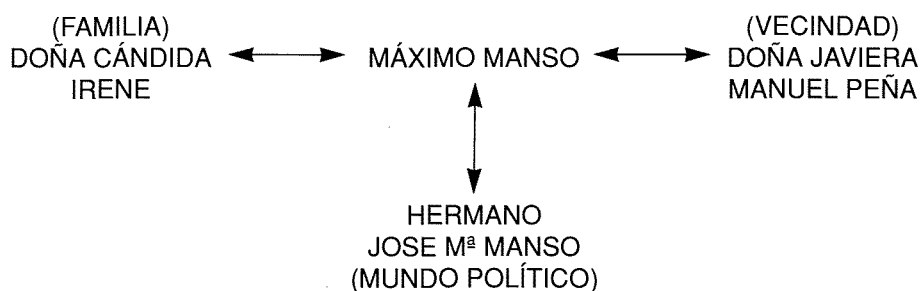 (FAMILIA)
DOÑA CÁNDIDA
IRENE
MÁXIMO MANSO
(VECINDAD)
DOÑA JAVIERA
MANUEL PEÑA
HERMANO
JOSE Mª MANSO
(MUNDO POLÍTICO)